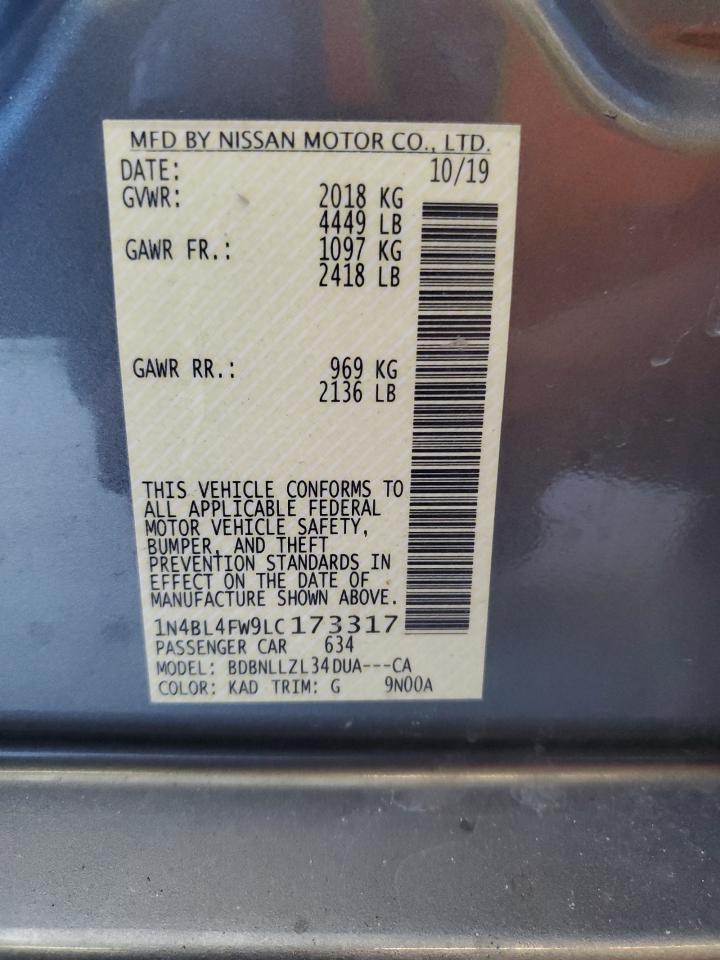 MFD BY NISSAN MOTOR CO., LTD.
DATE: 10/19
GVWR: 2018 KG
4449 LB
GAWR FR.: 1097 KG
2418 LB
GAWR RR.: 969 KG
2136 LB
THIS VEHICLE CONFORMS TO
ALL APPLICABLE FEDERAL
MOTOR VEHICLE SAFETY,
BUMPER, AND THEFT
PREVENTION STANDARDS IN
EFFECT ON THE DATE OF
MANUFACTURE SHOWN ABOVE.
1N4BL4FW9LC173317
PASSENGER CAR 634
MODEL: BDBNLLZL34DUA---CA
COLOR: KAD TRIM: G 9N00A